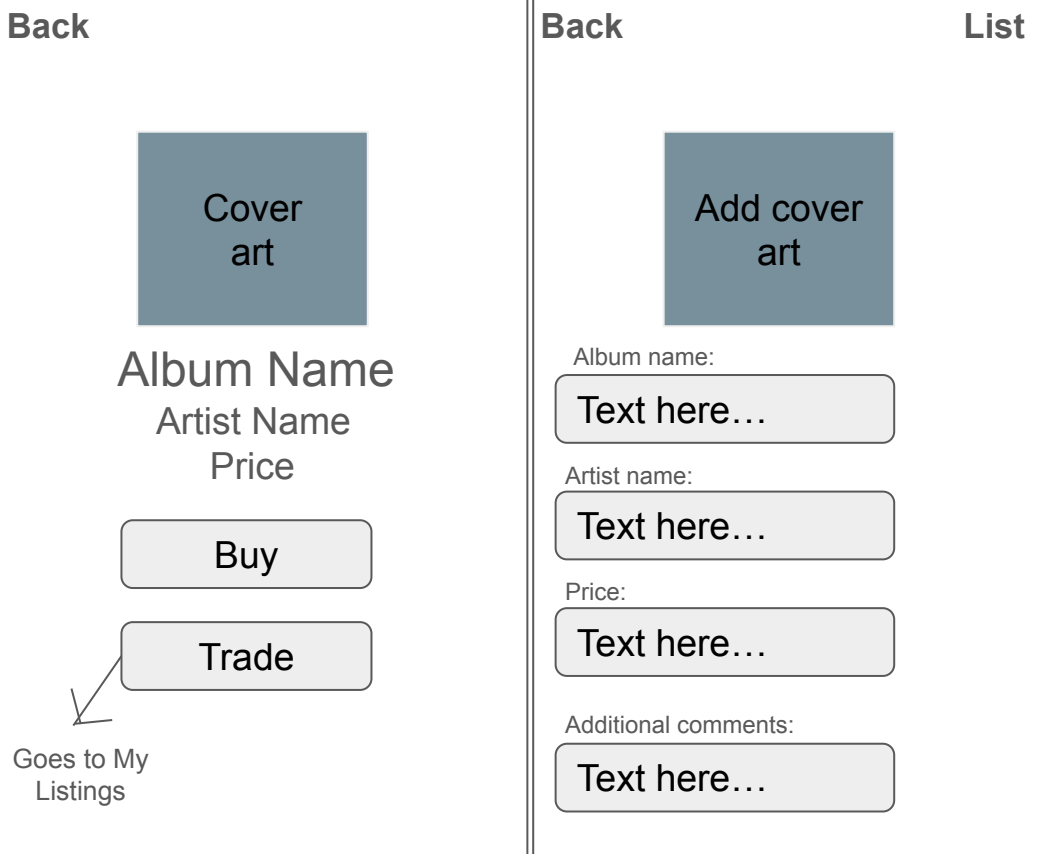 Back
Cover
art
Album Name
Artist Name
Price
Buy
Trade
Goes to My
Listings
Back
List
Add cover
art
Album name:
Text here…
Artist name:
Text here…
Price:
Text here…
Additional comments:
Text here…